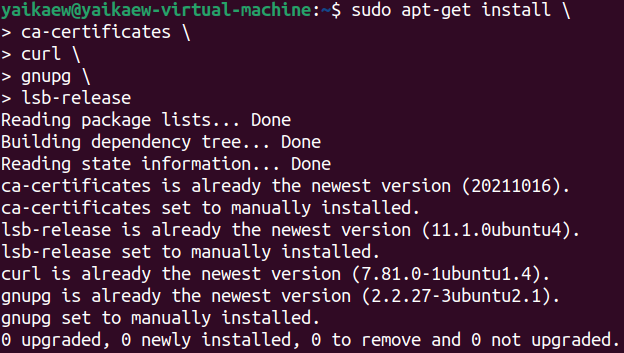 yaikaew@yaikaew-virtual-machine:~$ sudo apt-get install \
> ca-certificates \
> curl \
> gnupg \
> lsb-release
Reading package lists... Done
Building dependency tree... Done
Reading state information... Done
ca-certificates is already the newest version (20211016).
ca-certificates set to manually installed.
lsb-release is already the newest version (11.1.0ubuntu4).
lsb-release set to manually installed.
curl is already the newest version (7.81.0-1ubuntu1.4).
gnupg is already the newest version (2.2.27-3ubuntu2.1).
gnupg set to manually installed.
0 upgraded, 0 newly installed, 0 to remove and 0 not upgraded.